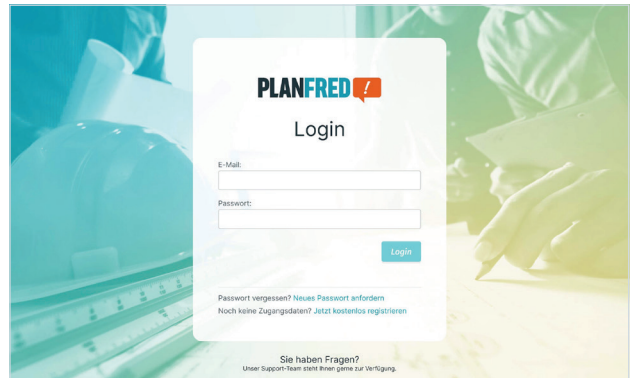 PLANFRED!
Login
E-Mail:
Passwort:
Login
Passwort vergessen? Neues Passwort anfordern
Noch keine Zugangsdaten? Jetzt kostenlos registrieren
Sie haben Fragen?
Unser Support-Team steht Ihnen gerne zur Verfügung.